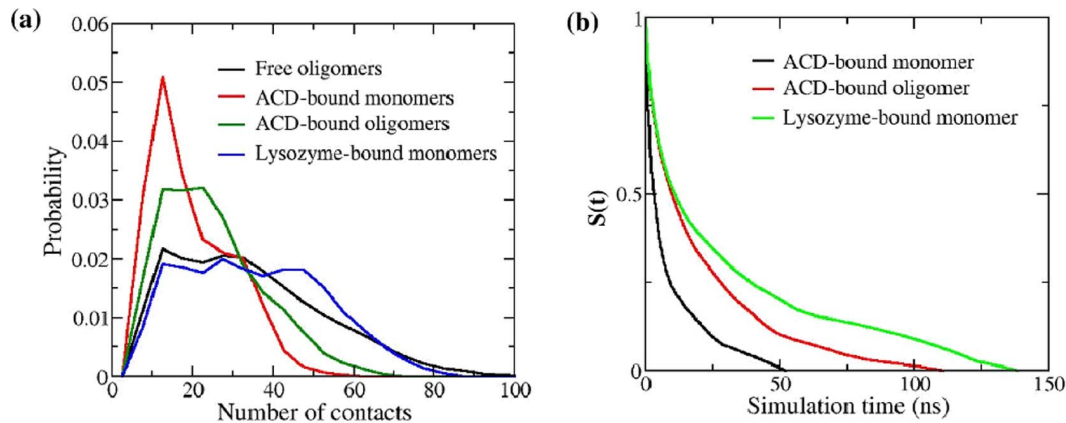 (a)
0.06
0.05
0.04
0.03
0.02
0.01
0
Probability
Free oligomers
ACD-bound monomers
ACD-bound oligomers
Lysozyme-bound monomers
0 20 40 60 80 100
Number of contacts
(b)
1
0.5
0
S(t)
ACD-bound monomer
ACD-bound oligomer
Lysozyme-bound monomer
0 50 100 150
Simulation time (ns)